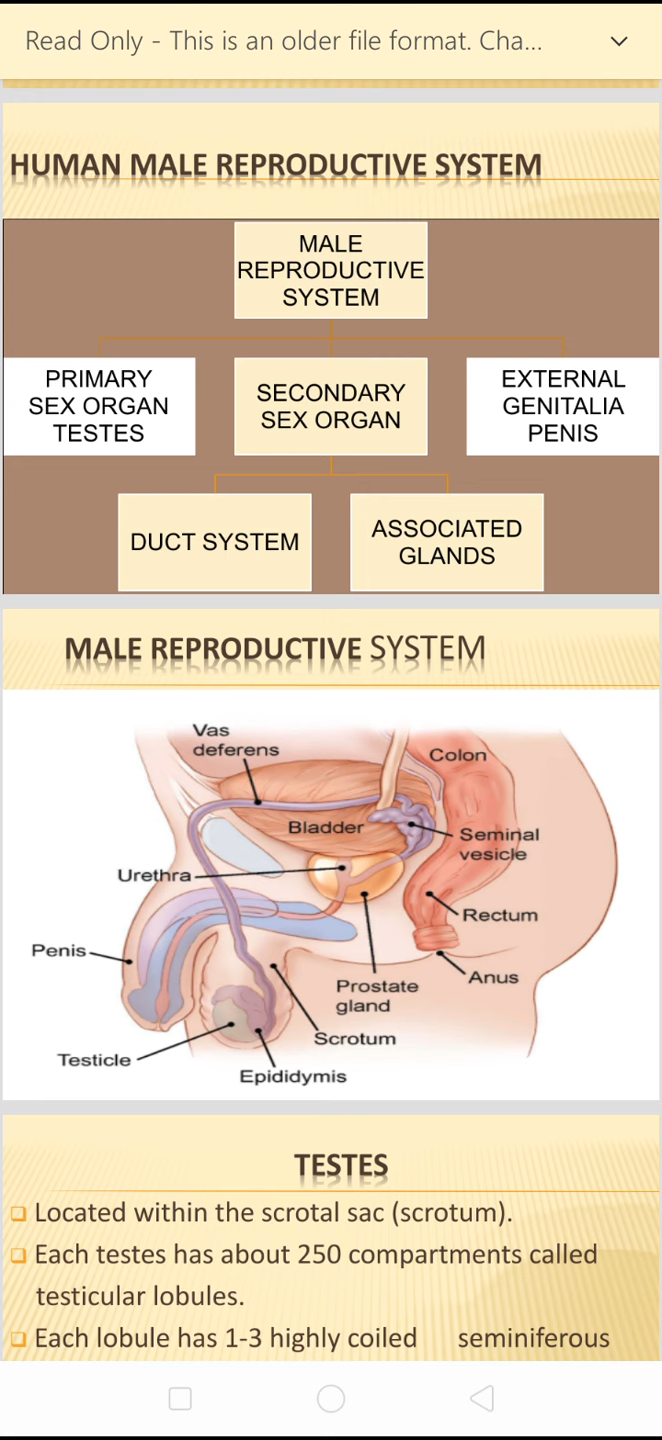 Read Only - This is an older file format. Cha...
HUMAN MALE REPRODUCTIVE SYSTEM
MALE
REPRODUCTIVE
SYSTEM
PRIMARY
SEX ORGAN
TESTES
SECONDARY
SEX ORGAN
EXTERNAL
GENITALIA
PENIS
DUCT SYSTEM
ASSOCIATED
GLANDS
MALE REPRODUCTIVE SYSTEM
Vas
deferens
Colon
Bladder
Seminal
vesicle
Urethra
Rectum
Penis
Anus
Prostate
gland
Scrotum
Testicle
Epididymis
TESTES
Located within the scrotal sac (scrotum).
Each testes has about 250 compartments called
testicular lobules.
Each lobule has 1-3 highly coiled seminiferous